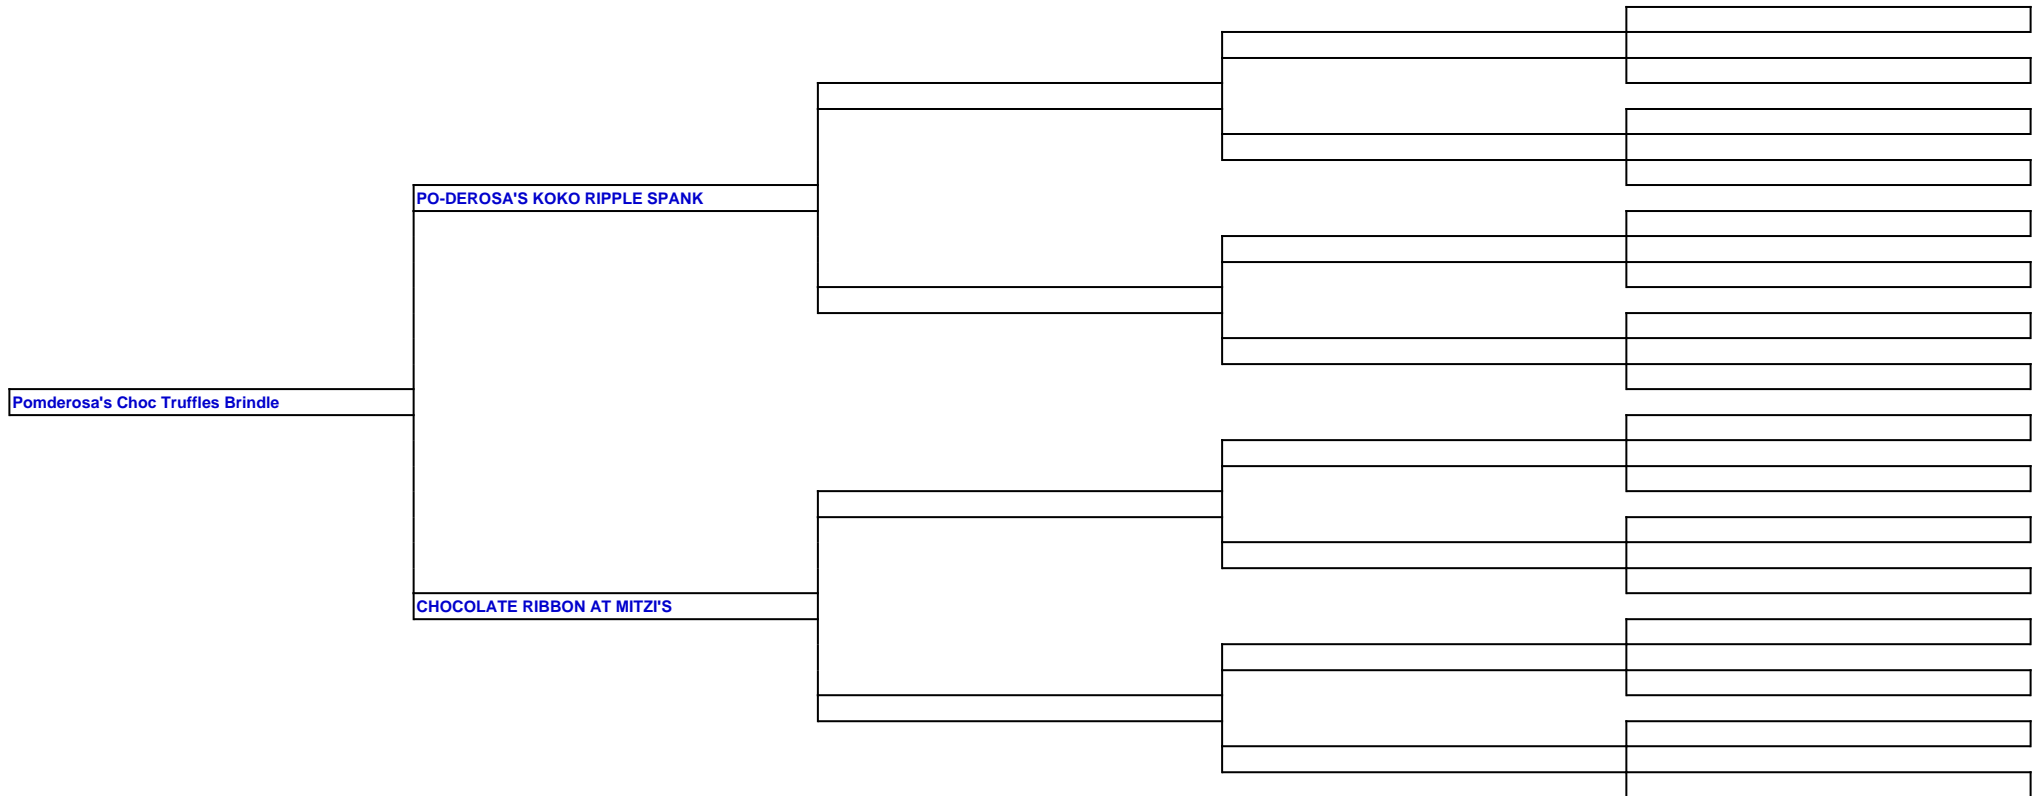 PO-DEROSA'S KOKO RIPPLE SPANK
Pomderosa's Choc Truffles Brindle
CHOCOLATE RIBBON AT MITZI'S